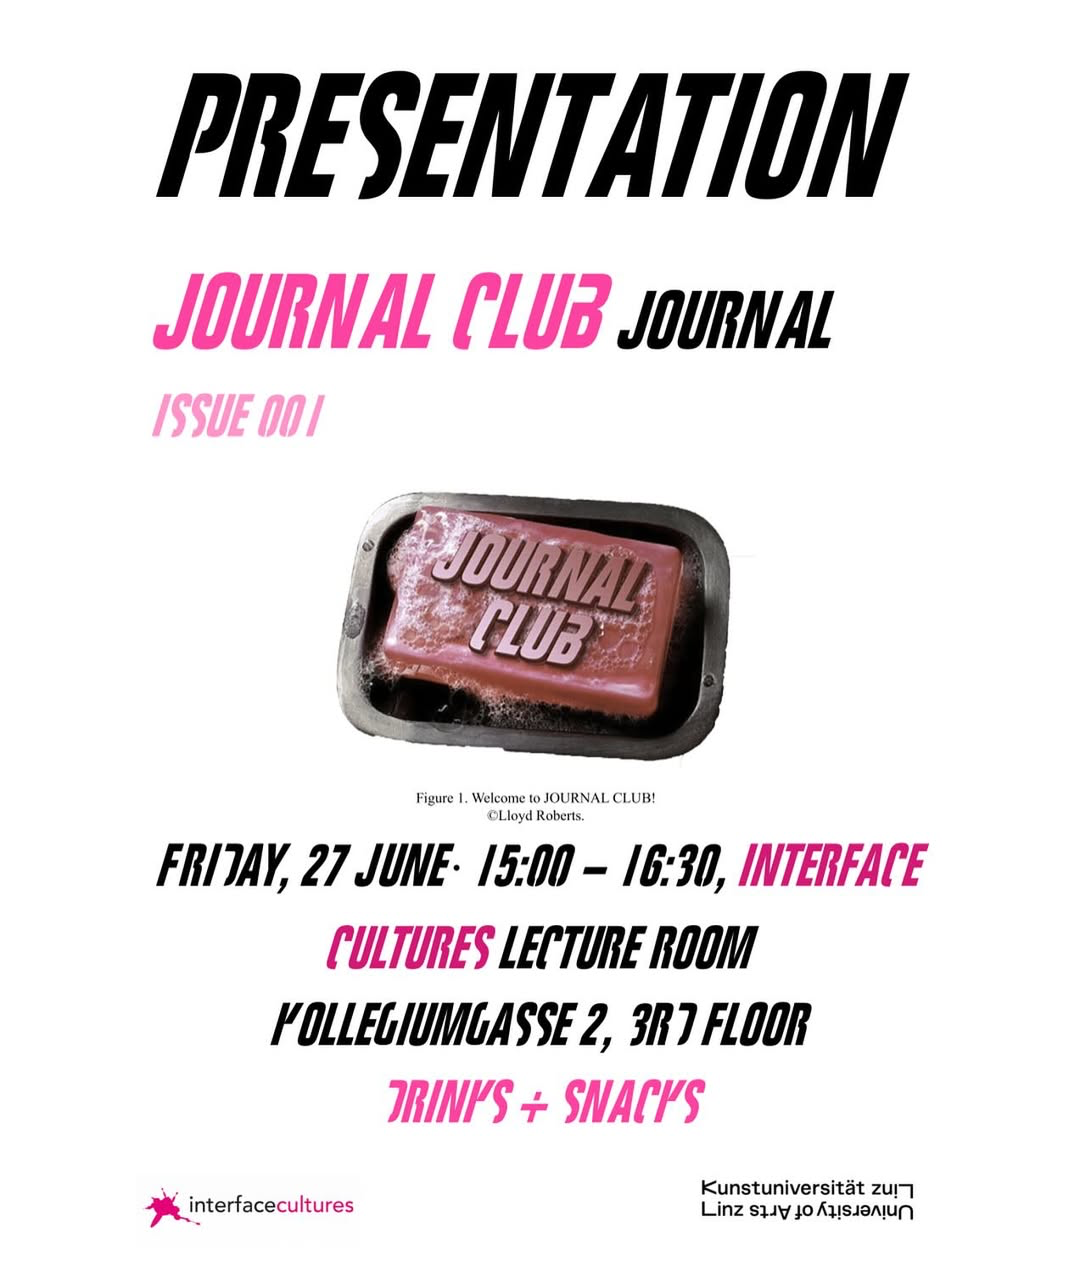 PRESENTATION
JOURNAL CLUB JOURNAL
ISSUE 001
JOURNAL
CLUB
Figure 1. Welcome to JOURNAL CLUB!
©Lloyd Roberts.
FRIDAY, 27 JUNE· 15:00 – 16:30, INTERFACE
CULTURES LECTURE ROOM
KOLLEGIUMGASSE 2, 3RD FLOOR
DRINKS + SNACKS
interfacecultures
Kunstuniversität zuiL
University of Arts Linz